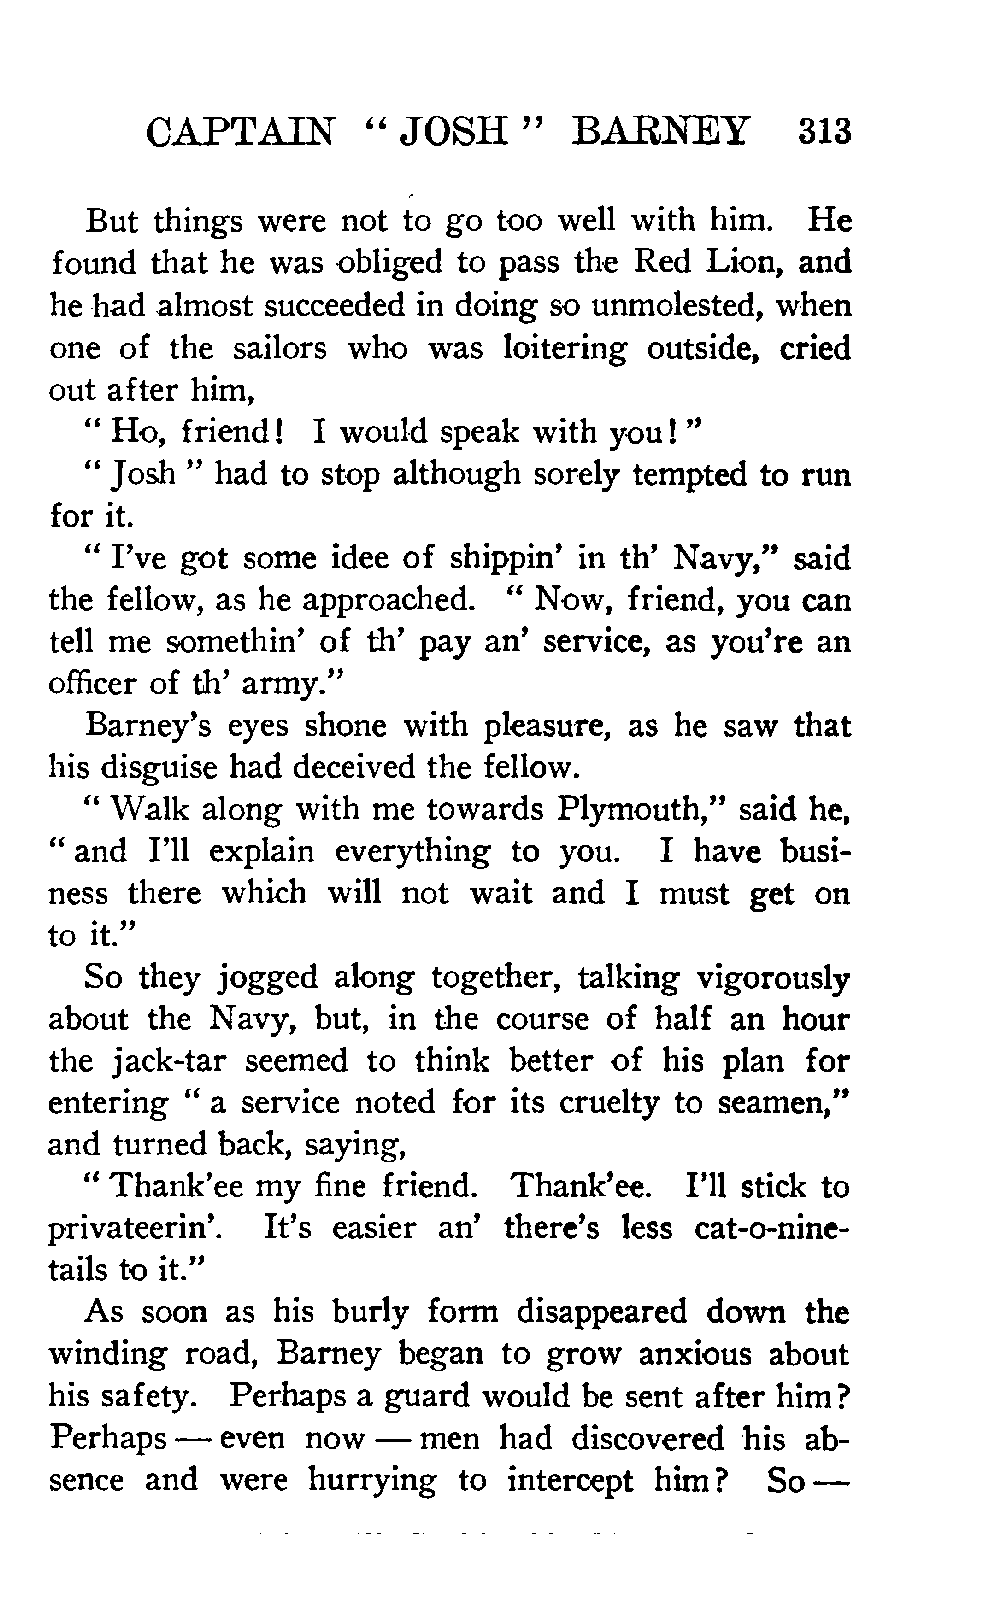 CAPTAIN “ JOSH ” BARNEY 313
But things were not to go too well with him. He
found that he was obliged to pass the Red Lion, and
he had almost succeeded in doing so unmolested, when
one of the sailors who was loitering outside, cried
out after him,
“ Ho, friend! I would speak with you! ”
“ Josh ” had to stop although sorely tempted to run
for it.
“ I’ve got some idee of shippin’ in th’ Navy,” said
the fellow, as he approached. “ Now, friend, you can
tell me somethin’ of th’ pay an’ service, as you’re an
officer of th’ army.”
Barney’s eyes shone with pleasure, as he saw that
his disguise had deceived the fellow.
“ Walk along with me towards Plymouth,” said he,
“ and I’ll explain everything to you. I have busi-
ness there which will not wait and I must get on
to it.”
So they jogged along together, talking vigorously
about the Navy, but, in the course of half an hour
the jack-tar seemed to think better of his plan for
entering “ a service noted for its cruelty to seamen,”
and turned back, saying,
“ Thank’ee my fine friend. Thank’ee. I’ll stick to
privateerin’. It’s easier an’ there’s less cat-o-nine-
tails to it.”
As soon as his burly form disappeared down the
winding road, Barney began to grow anxious about
his safety. Perhaps a guard would be sent after him?
Perhaps — even now — men had discovered his ab-
sence and were hurrying to intercept him? So —